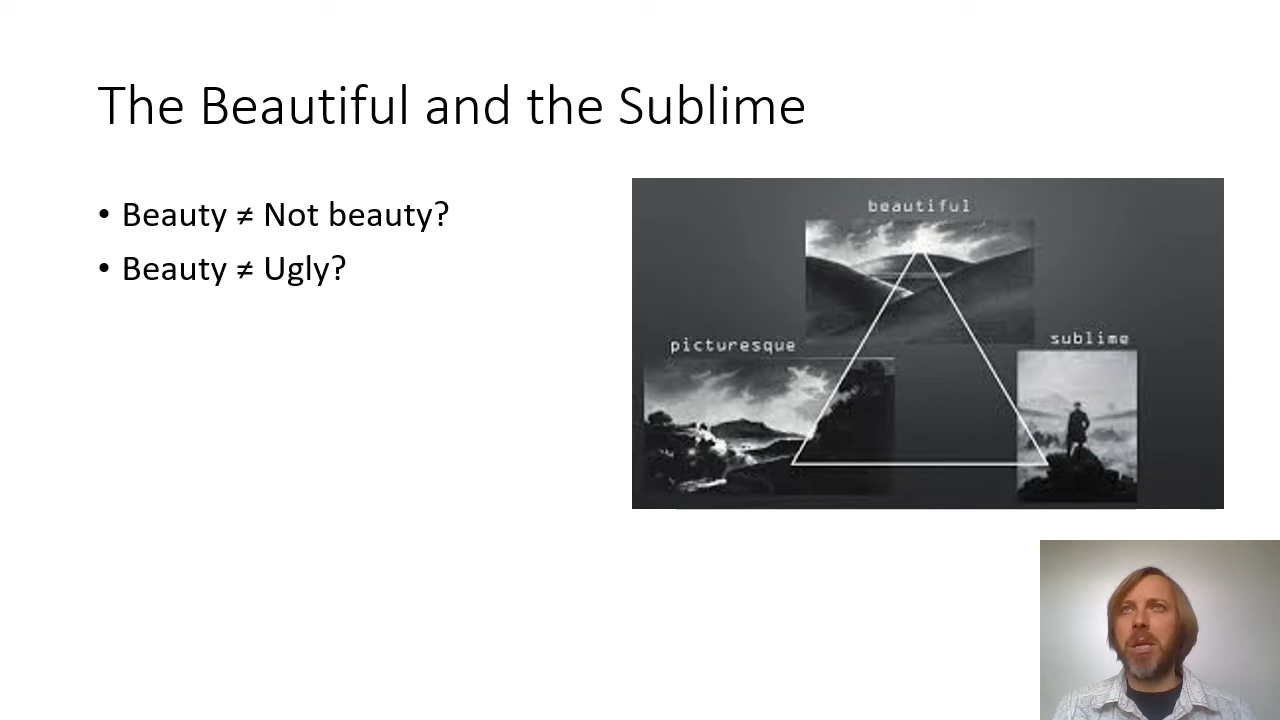 The Beautiful and the Sublime
• Beauty ≠ Not beauty?
• Beauty ≠ Ugly?
beautiful
picturesque
sublime